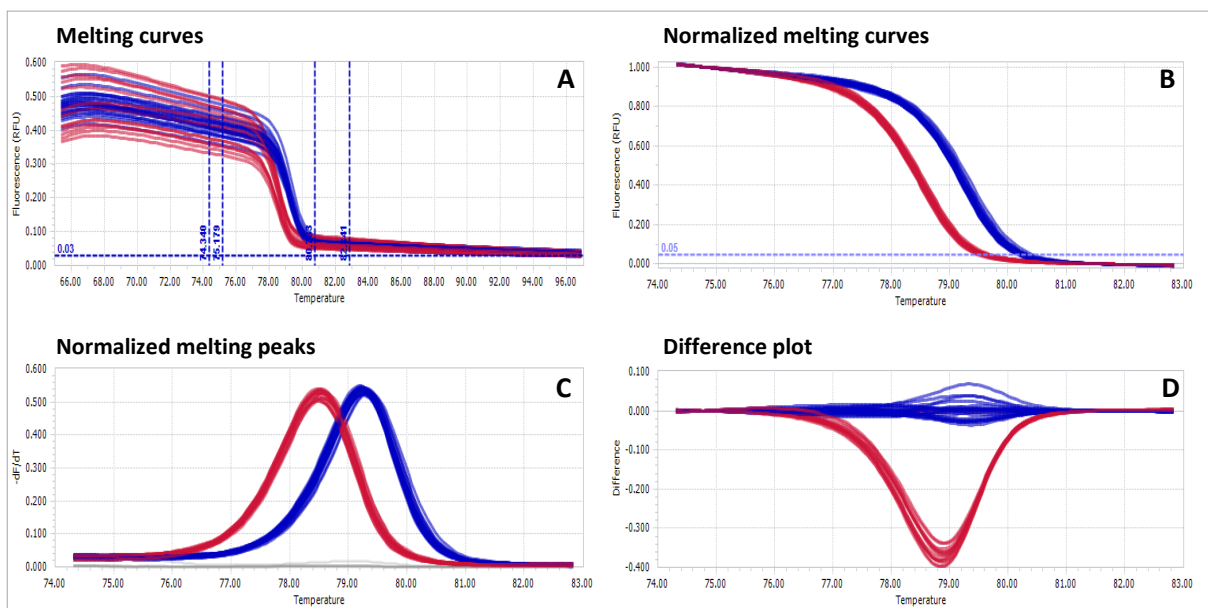 Melting curves
A
0.600
0.500
0.400
0.300
0.200
0.100
0.000
Fluorescence (RFU)
0.03
74.340
75.179
66.00 68.00 70.00 72.00 74.00 76.00 78.00 80.00 82.00 84.00 86.00 88.00 90.00 92.00 94.00 96.00
Temperature
Normalized melting curves
B
1.000
0.800
0.600
0.400
0.200
0.000
Fluorescence (RFU)
0.05
74.00 75.00 76.00 77.00 78.00 79.00 80.00 81.00 82.00 83.00
Temperature
Normalized melting peaks
C
0.600
0.500
0.400
0.300
0.200
0.100
0.000
-dF/dT
74.00 75.00 76.00 77.00 78.00 79.00 80.00 81.00 82.00 83.00
Temperature
Difference plot
D
0.100
0.000
-0.100
-0.200
-0.300
-0.400
Difference
74.00 75.00 76.00 77.00 78.00 79.00 80.00 81.00 82.00 83.00
Temperature